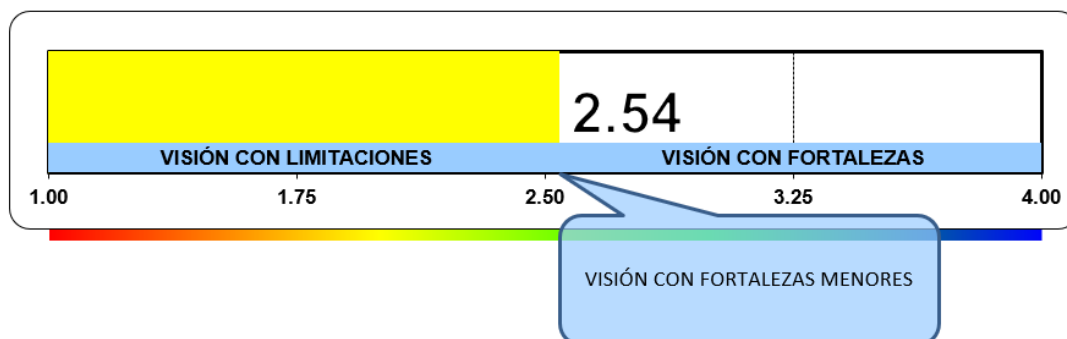 2.54
VISIÓN CON LIMITACIONES VISIÓN CON FORTALEZAS
1.00 1.75 2.50 3.25 4.00
VISIÓN CON FORTALEZAS MENORES